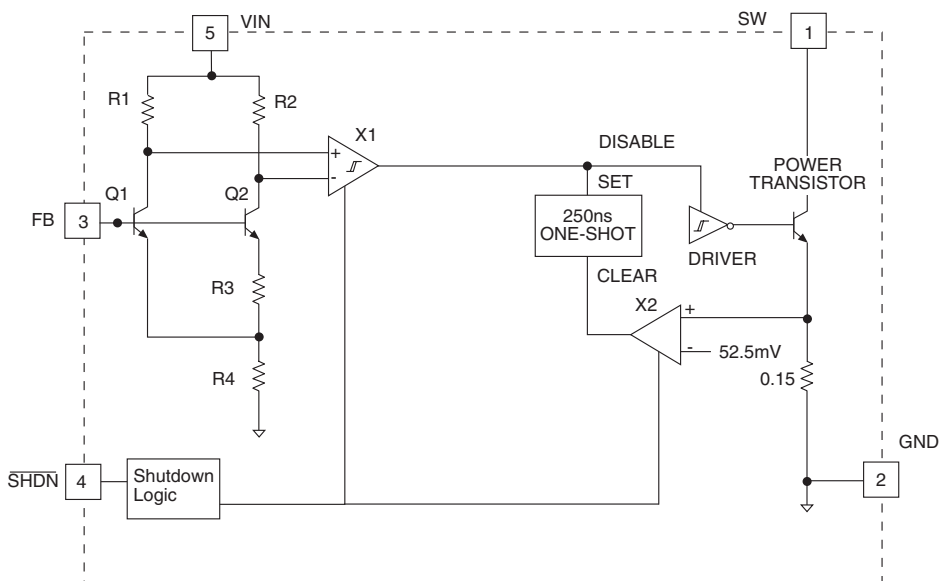 VIN
SW
5
1
R1
R2
X1
+
-
DISABLE
POWER
TRANSISTOR
SET
Q1
Q2
FB
3
250ns
ONE-SHOT
DRIVER
CLEAR
R3
X2
+
-
52.5mV
R4
0.15
GND
SHDN
4
Shutdown
Logic
2